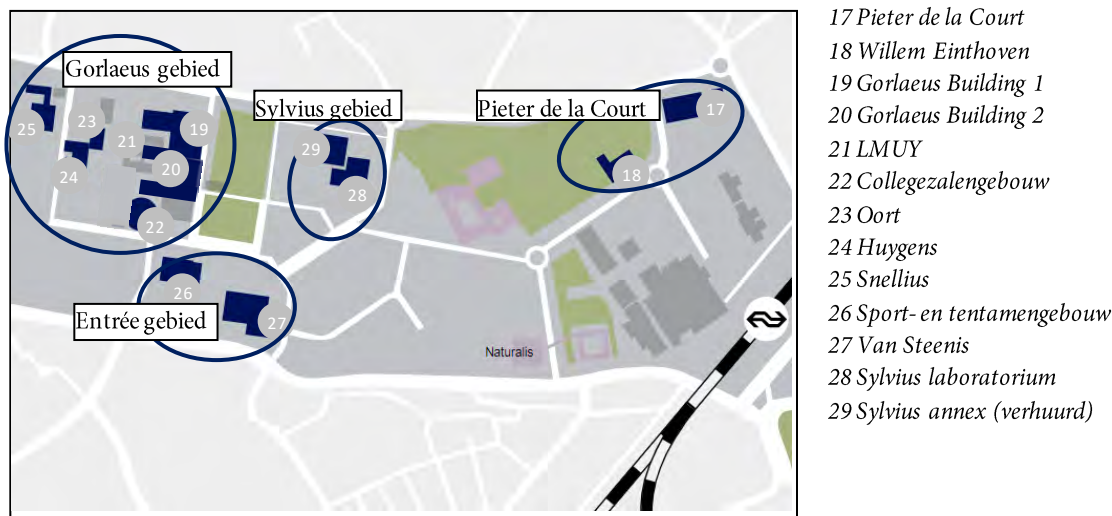 Gorlaeus gebied
Sylvius gebied
Pieter de la Court
25
23
21
19
20
24
22
29
28
17
18
26
27
Entrée gebied
Naturalis
17 Pieter de la Court
18 Willem Einthoven
19 Gorlaeus Building 1
20 Gorlaeus Building 2
21 LMUY
22 Collegezalengebouw
23 Oort
24 Huygens
25 Snellius
26 Sport- en tentamengebouw
27 Van Steenis
28 Sylvius laboratorium
29 Sylvius annex (verhuurd)